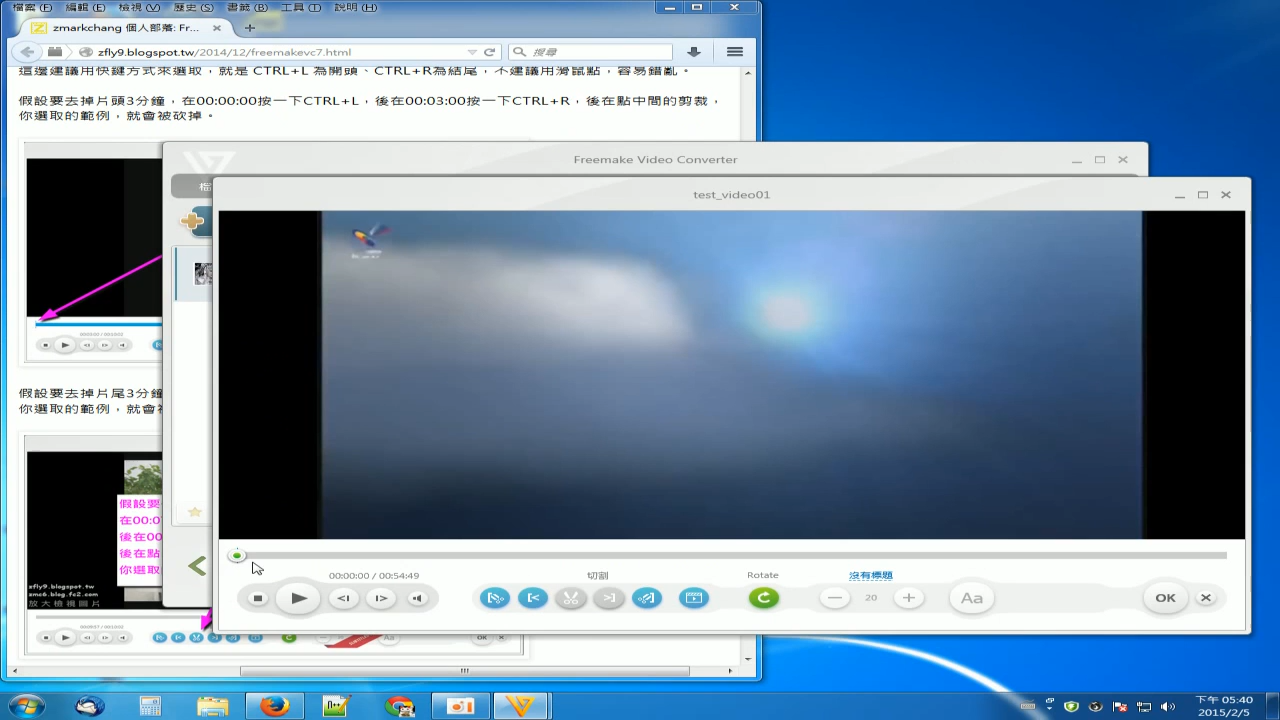 檔案 (F) 編輯 (E) 檢視 (V) 歷史 (S) 書籤 (B) 工具 (T) 說明 (H)
zmarkchang 個人部落: Fr...
zfly9.blogspot.tw/2014/12/freemakevc7.html
搜尋
這邊建議用快鍵方式來選取，就是 CTRL+L 為開頭、CTRL+R為結尾，不建議用滑鼠點，容易錯亂。
假設要去掉片頭3分鐘，在00:00:00按一下CTRL+L，後在00:03:00按一下CTRL+R，後在點中間的剪裁，
你選取的範例，就會被砍掉。
Freemake Video Converter
檔
test_video01
假設要去掉片尾3分鐘
你選取的範例，就會被
假設要
在00:0
後在00
後在點
你選取
zfly9.blogspot.tw
zmc6.blog.fc2.com
放大檢視圖片
00:00:00 / 00:54:49
切割
Rotate
沒有標題
20
Aa
OK
Aa
OK
下午 05:40
2015/2/5